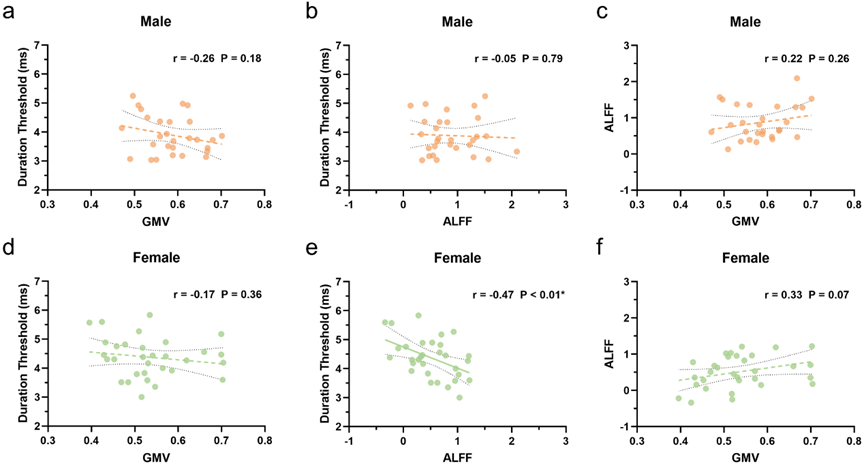 a
Male
r = -0.26 P = 0.18
Duration Threshold (ms)
7
6
5
4
3
2
0.3 0.4 0.5 0.6 0.7 0.8
GMV
b
Male
r = -0.05 P = 0.79
Duration Threshold (ms)
7
6
5
4
3
2
-1 0 1 2 3
ALFF
c
Male
r = 0.22 P = 0.26
ALFF
3
2
1
0
-1
0.4 0.5 0.6 0.7 0.8
GMV
d
Female
r = -0.17 P = 0.36
Duration Threshold (ms)
7
6
5
4
3
2
0.3 0.4 0.5 0.6 0.7 0.8
GMV
e
Female
r = -0.47 P < 0.01*
Duration Threshold (ms)
7
6
5
4
3
2
-1 0 1 2 3
ALFF
f
Female
r = 0.33 P = 0.07
ALFF
3
2
1
0
-1
0.3 0.4 0.5 0.6 0.7 0.8
GMV